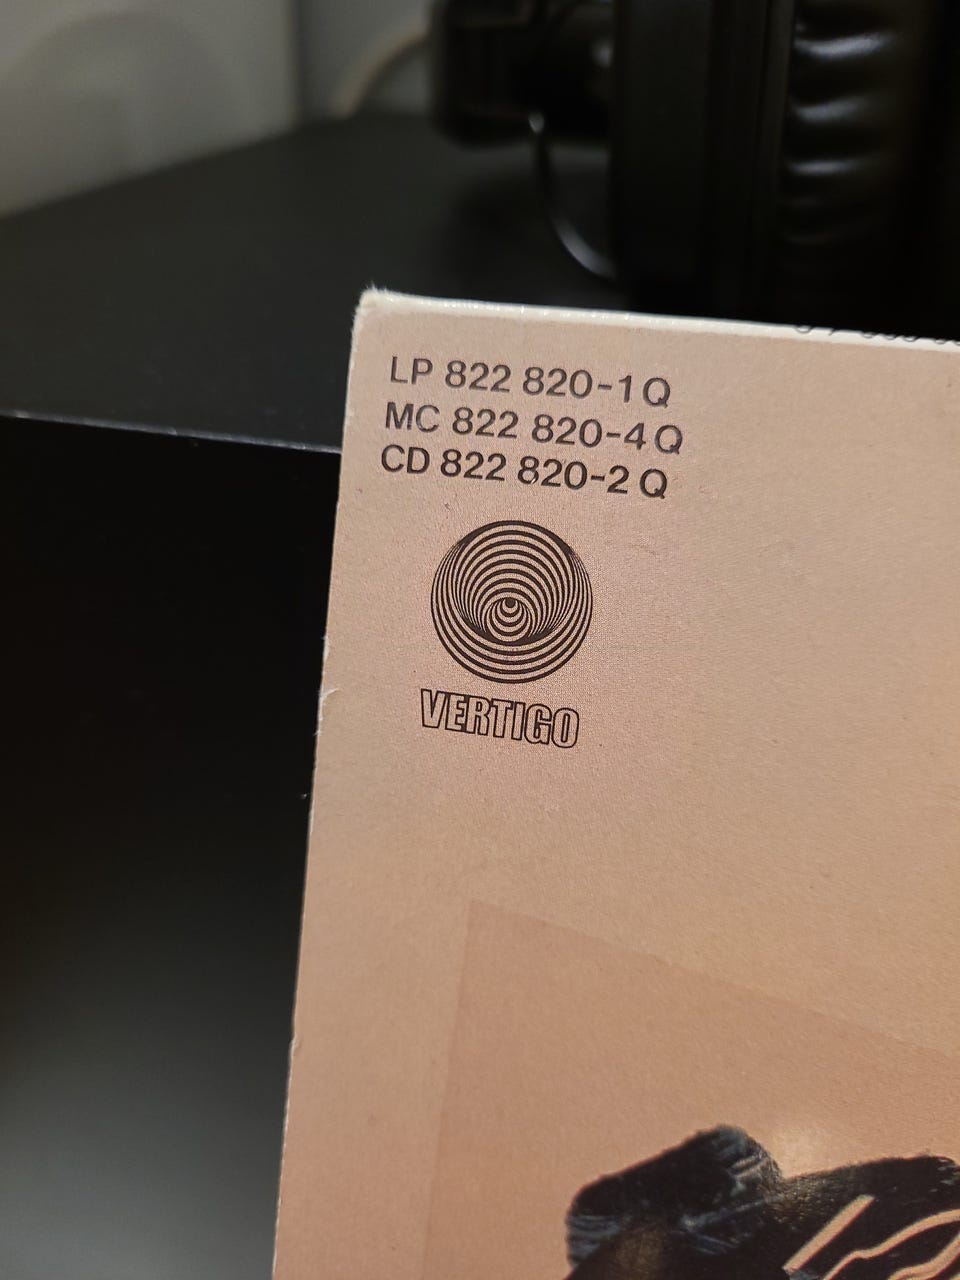 LP 822 820-1 Q
MC 822 820-4 Q
CD 822 820-2 Q
VERTIGO